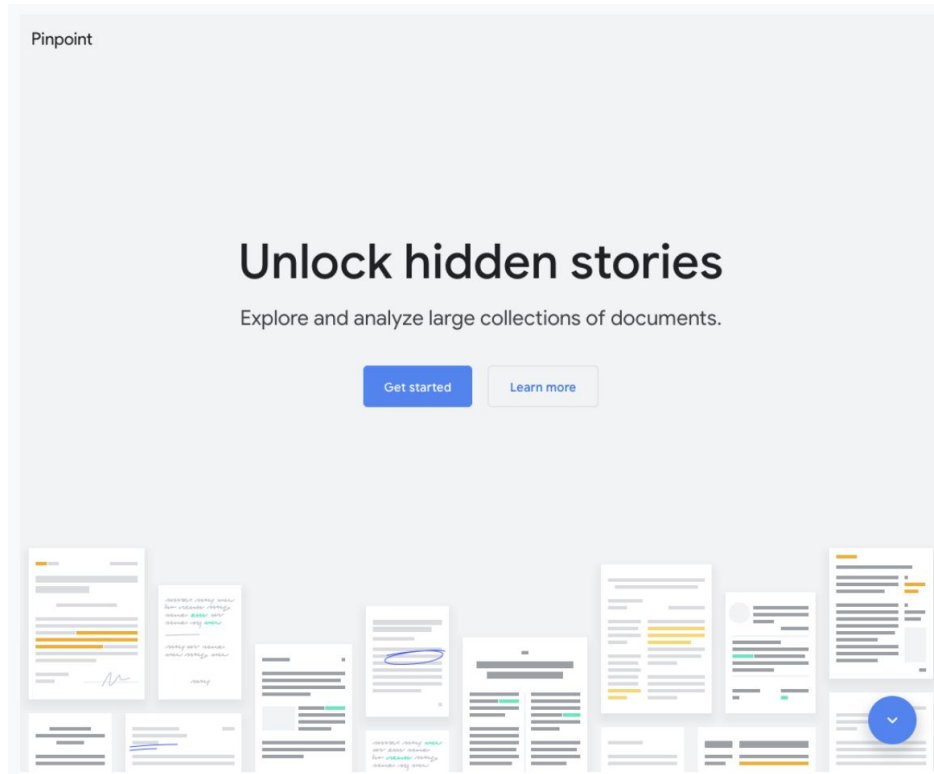 Pinpoint
Unlock hidden stories
Explore and analyze large collections of documents.
Get started
Learn more